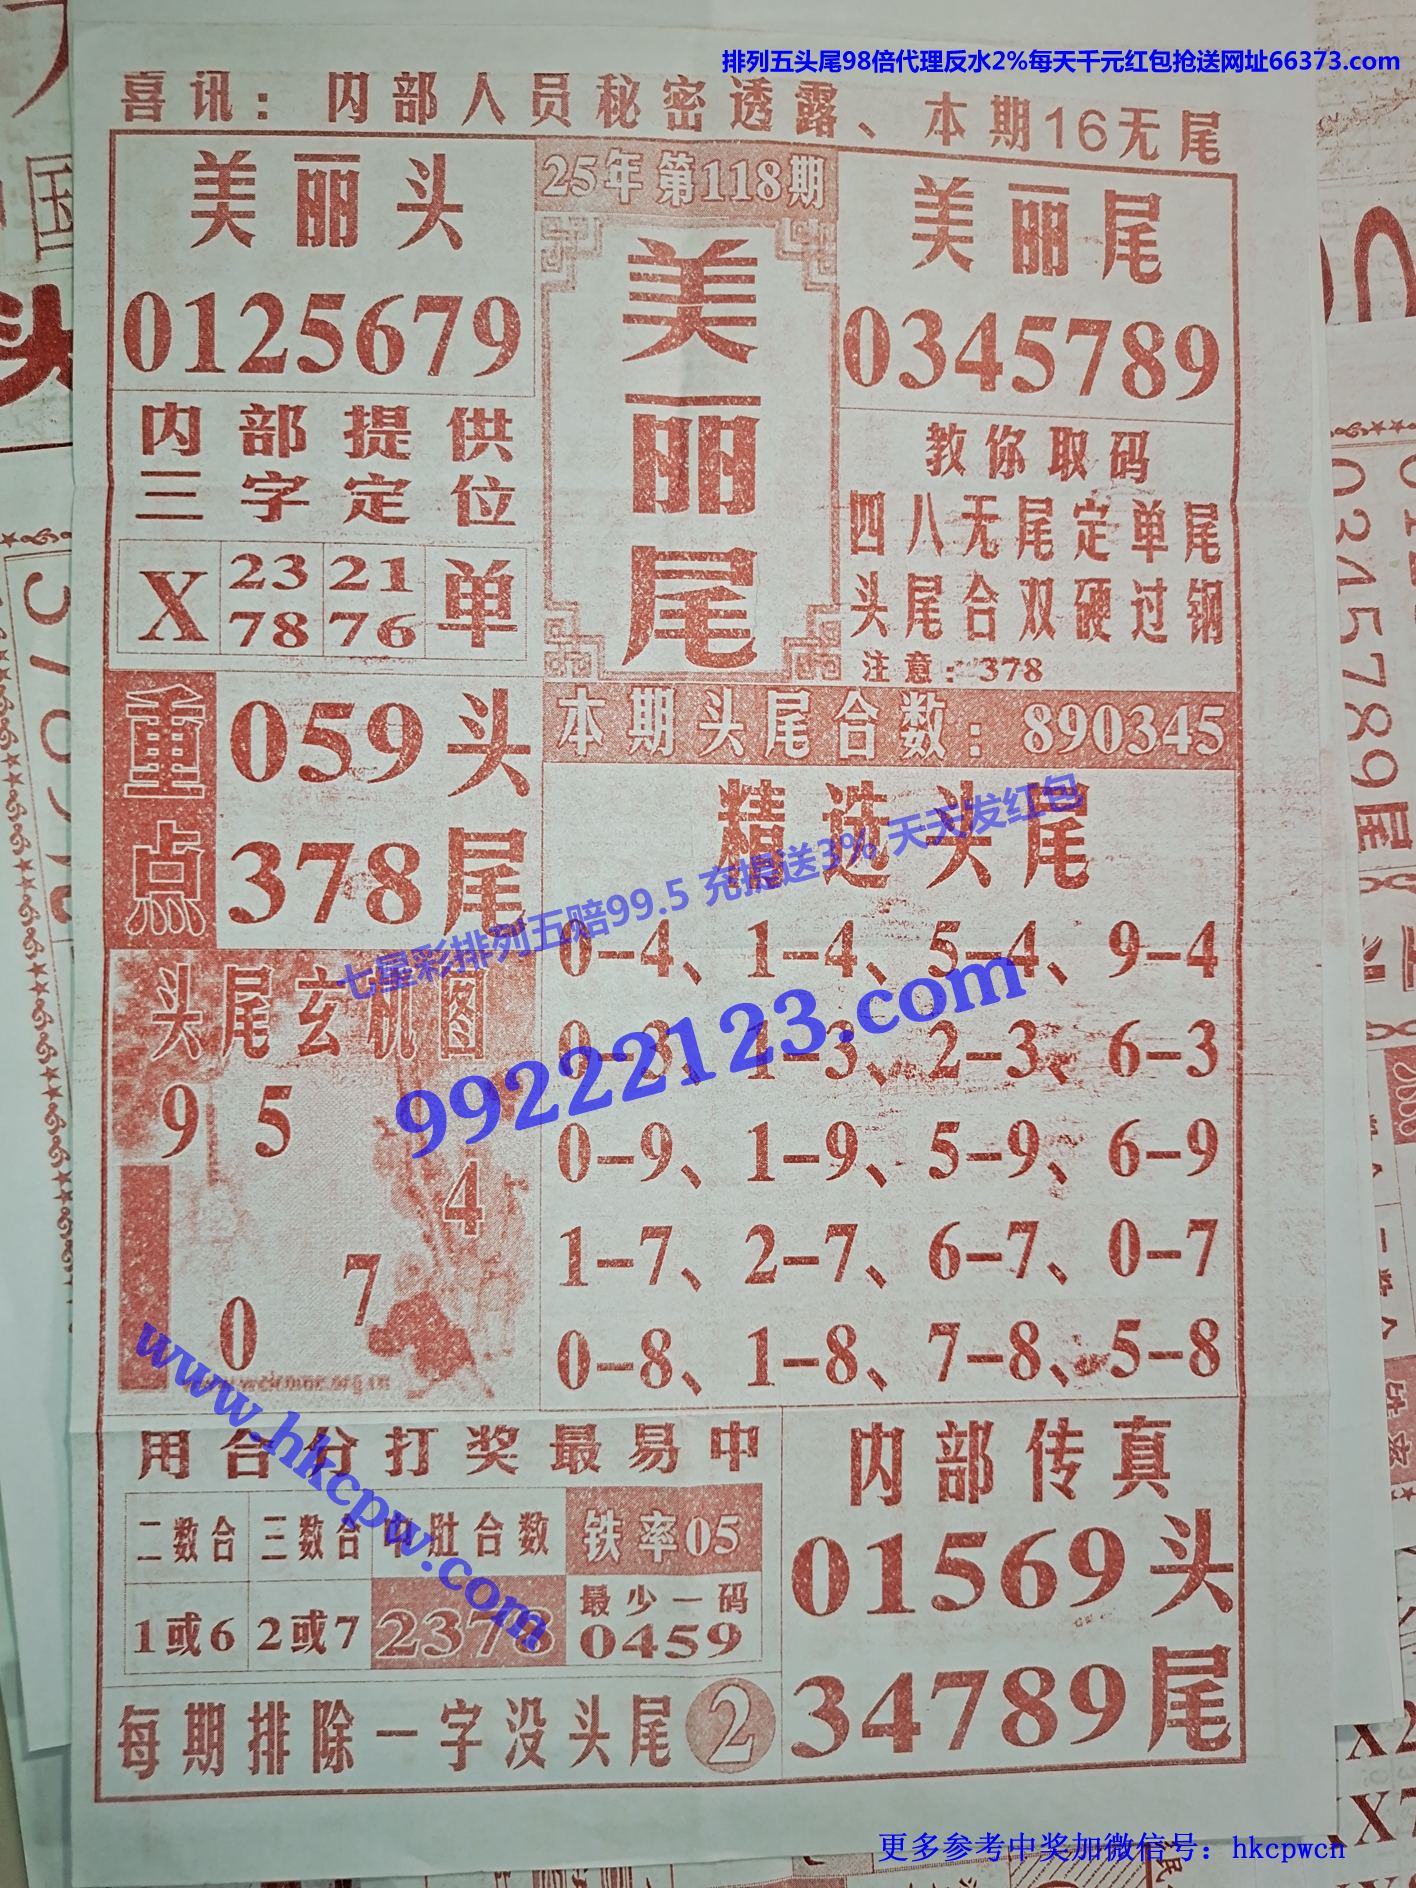 排列五头尾98倍代理反水2%每天千元红包抢送网址66373.com
喜讯：内部人员秘密透露、本期16无尾
美丽头
0125679
25年第118期
美丽尾
美丽尾
0345789
内部提供
三字定位
X 23 21 单
78 76
教你取码
四八无尾定单尾
头尾合双硬过钢
注意：378
重点
059头
378尾
本期头尾合数：890345
精选头尾
0-4、1-4、5-4、9-4
0-3、1-3、2-3、6-3
0-9、1-9、5-9、6-9
1-7、2-7、6-7、0-7
0-8、1-8、7-8、5-8
七星彩排列五赔99.5 充提送3% 天天发红包
99222123.com
头尾玄机图
9 5
4
7
0
www.hkcpw.com
用合分打奖最易中
二数合 三数合 中肚合数 铁率05
1或6 2或7 2378 最少一码
0459
每期排除一字没头尾②
内部传真
01569头
34789尾
更多参考中奖加微信号：hkcpwcn